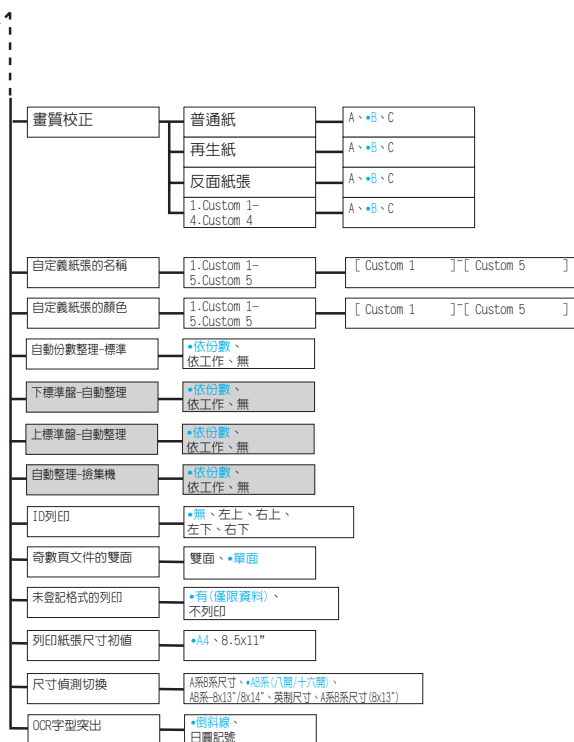 1
畫質校正
普通紙
A、•B、C
再生紙
A、•B、C
反面紙張
A、•B、C
1.Custom 1-
4.Custom 4
A、•B、C
自定義紙張的名稱
1.Custom 1-
5.Custom 5
[ Custom 1 ]~[ Custom 5 ]
自定義紙張的顏色
1.Custom 1-
5.Custom 5
[ Custom 1 ]~[ Custom 5 ]
自動份數整理-標準
•依份數、
依工作、無
下標準盤-自動整理
•依份數、
依工作、無
上標準盤-自動整理
•依份數、
依工作、無
自動整理-撿集機
•依份數、
依工作、無
ID列印
•無、左上、右上、
左下、右下
奇數頁文件的雙面
雙面、•單面
未登記格式的列印
•有(僅限資料)、
不列印
列印紙張尺寸初值
•A4、8.5x11"
尺寸偵測切換
A系B系尺寸、•AB系(八開/十六開)、
AB系-8x13"/8x14"、英制尺寸、A系B系尺寸(8x13")
OCR字型突出
•倒斜線、
日圓記號